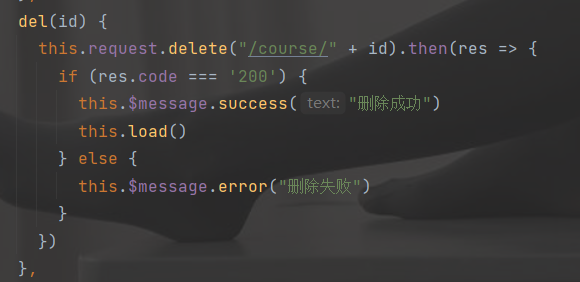 },
del(id) {
this.request.delete("/course/" + id).then(res => {
if (res.code === '200') {
this.$message.success( text: "删除成功")
this.load()
} else {
this.$message.error("删除失败")
}
})
},